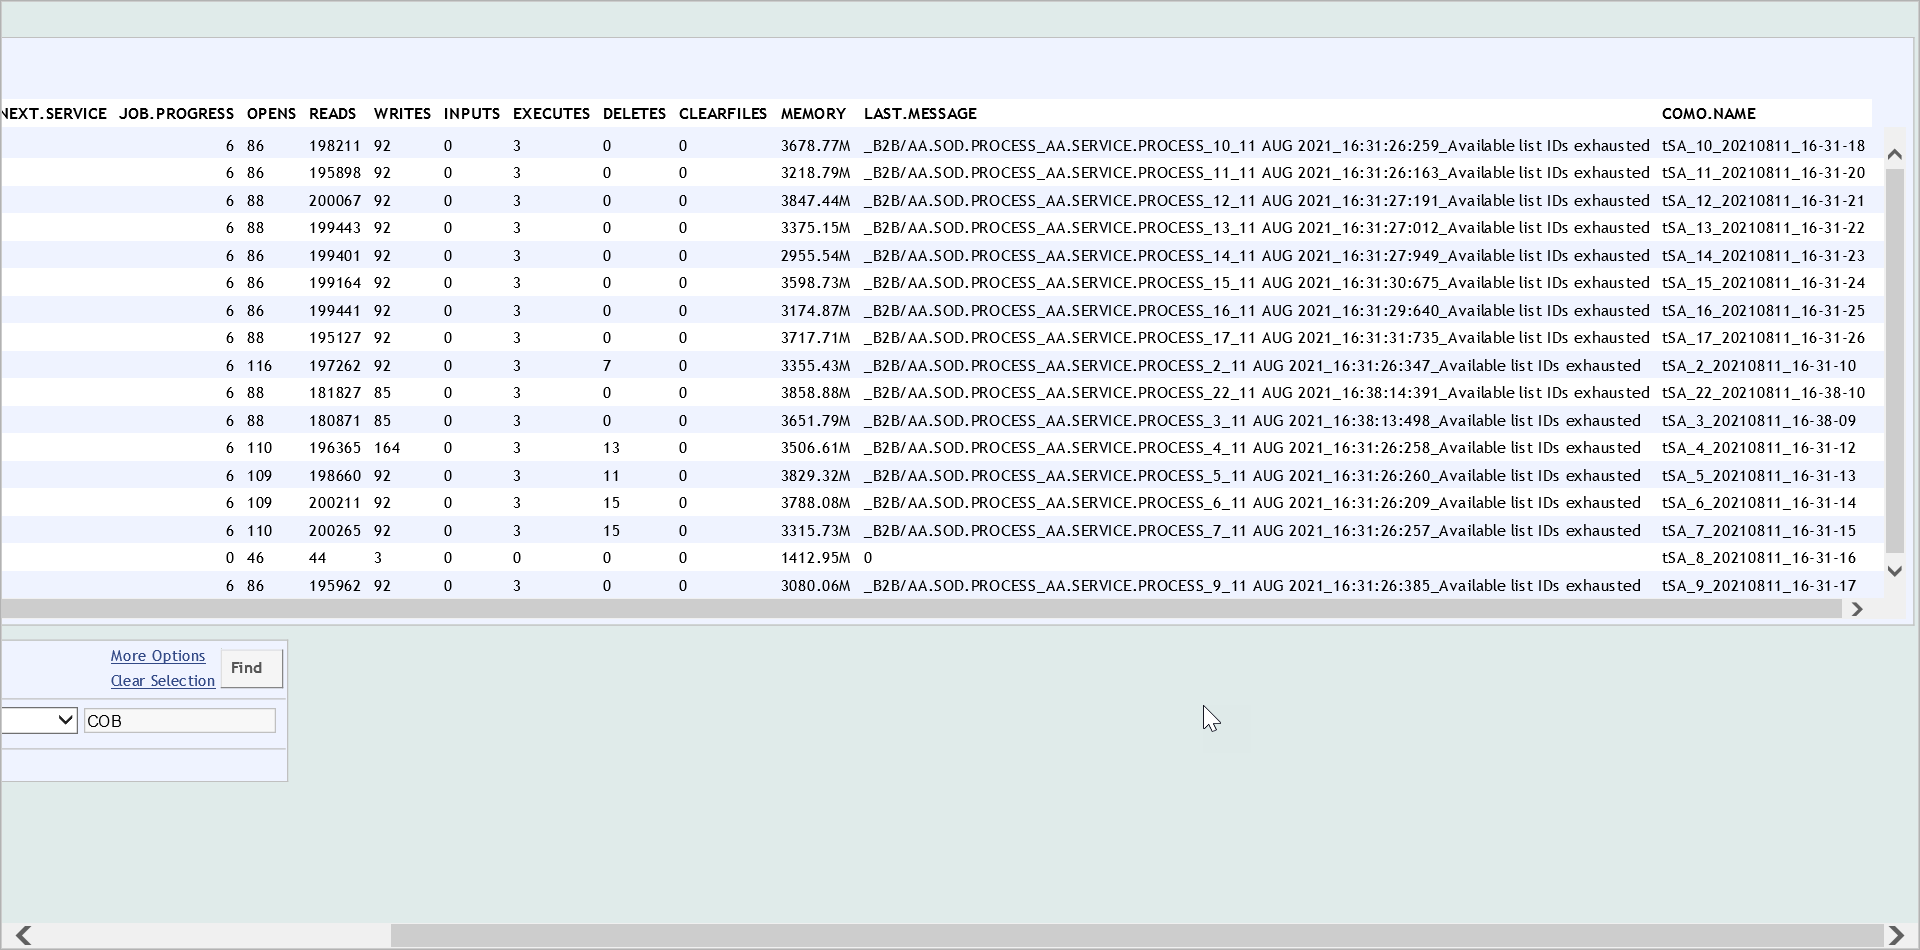 NEXT.SERVICE JOB.PROGRESS OPENS READS WRITES INPUTS EXECUTES DELETES CLEARFILES MEMORY LAST.MESSAGE COMO.NAME
6 86 198211 92 0 3 0 0 3678.77M _B2B/AA.SOD.PROCESS_AA.SERVICE.PROCESS_10_11 AUG 2021_16:31:26:259_Available list IDs exhausted tSA_10_20210811_16-31-18
6 86 195898 92 0 3 0 0 3218.79M _B2B/AA.SOD.PROCESS_AA.SERVICE.PROCESS_11_11 AUG 2021_16:31:26:163_Available list IDs exhausted tSA_11_20210811_16-31-20
6 88 200067 92 0 3 0 0 3847.44M _B2B/AA.SOD.PROCESS_AA.SERVICE.PROCESS_12_11 AUG 2021_16:31:27:191_Available list IDs exhausted tSA_12_20210811_16-31-21
6 88 199443 92 0 3 0 0 3375.15M _B2B/AA.SOD.PROCESS_AA.SERVICE.PROCESS_13_11 AUG 2021_16:31:27:012_Available list IDs exhausted tSA_13_20210811_16-31-22
6 86 199401 92 0 3 0 0 2955.54M _B2B/AA.SOD.PROCESS_AA.SERVICE.PROCESS_14_11 AUG 2021_16:31:27:949_Available list IDs exhausted tSA_14_20210811_16-31-23
6 86 199164 92 0 3 0 0 3598.73M _B2B/AA.SOD.PROCESS_AA.SERVICE.PROCESS_15_11 AUG 2021_16:31:30:675_Available list IDs exhausted tSA_15_20210811_16-31-24
6 86 199441 92 0 3 0 0 3174.87M _B2B/AA.SOD.PROCESS_AA.SERVICE.PROCESS_16_11 AUG 2021_16:31:29:640_Available list IDs exhausted tSA_16_20210811_16-31-25
6 88 195127 92 0 3 0 0 3717.71M _B2B/AA.SOD.PROCESS_AA.SERVICE.PROCESS_17_11 AUG 2021_16:31:31:735_Available list IDs exhausted tSA_17_20210811_16-31-26
6 116 197262 92 0 3 7 0 3355.43M _B2B/AA.SOD.PROCESS_AA.SERVICE.PROCESS_2_11 AUG 2021_16:31:26:347_Available list IDs exhausted tSA_2_20210811_16-31-10
6 88 181827 85 0 3 0 0 3858.88M _B2B/AA.SOD.PROCESS_AA.SERVICE.PROCESS_22_11 AUG 2021_16:38:14:391_Available list IDs exhausted tSA_22_20210811_16-38-10
6 88 180871 85 0 3 0 0 3651.79M _B2B/AA.SOD.PROCESS_AA.SERVICE.PROCESS_3_11 AUG 2021_16:38:13:498_Available list IDs exhausted tSA_3_20210811_16-38-09
6 110 196365 164 0 3 13 0 3506.61M _B2B/AA.SOD.PROCESS_AA.SERVICE.PROCESS_4_11 AUG 2021_16:31:26:258_Available list IDs exhausted tSA_4_20210811_16-31-12
6 109 198660 92 0 3 11 0 3829.32M _B2B/AA.SOD.PROCESS_AA.SERVICE.PROCESS_5_11 AUG 2021_16:31:26:260_Available list IDs exhausted tSA_5_20210811_16-31-13
6 109 200211 92 0 3 15 0 3788.08M _B2B/AA.SOD.PROCESS_AA.SERVICE.PROCESS_6_11 AUG 2021_16:31:26:209_Available list IDs exhausted tSA_6_20210811_16-31-14
6 110 200265 92 0 3 15 0 3315.73M _B2B/AA.SOD.PROCESS_AA.SERVICE.PROCESS_7_11 AUG 2021_16:31:26:257_Available list IDs exhausted tSA_7_20210811_16-31-15
0 46 44 3 0 0 0 0 1412.95M 0 tSA_8_20210811_16-31-16
6 86 195962 92 0 3 0 0 3080.06M _B2B/AA.SOD.PROCESS_AA.SERVICE.PROCESS_9_11 AUG 2021_16:31:26:385_Available list IDs exhausted tSA_9_20210811_16-31-17
More Options
Find
Clear Selection
COB